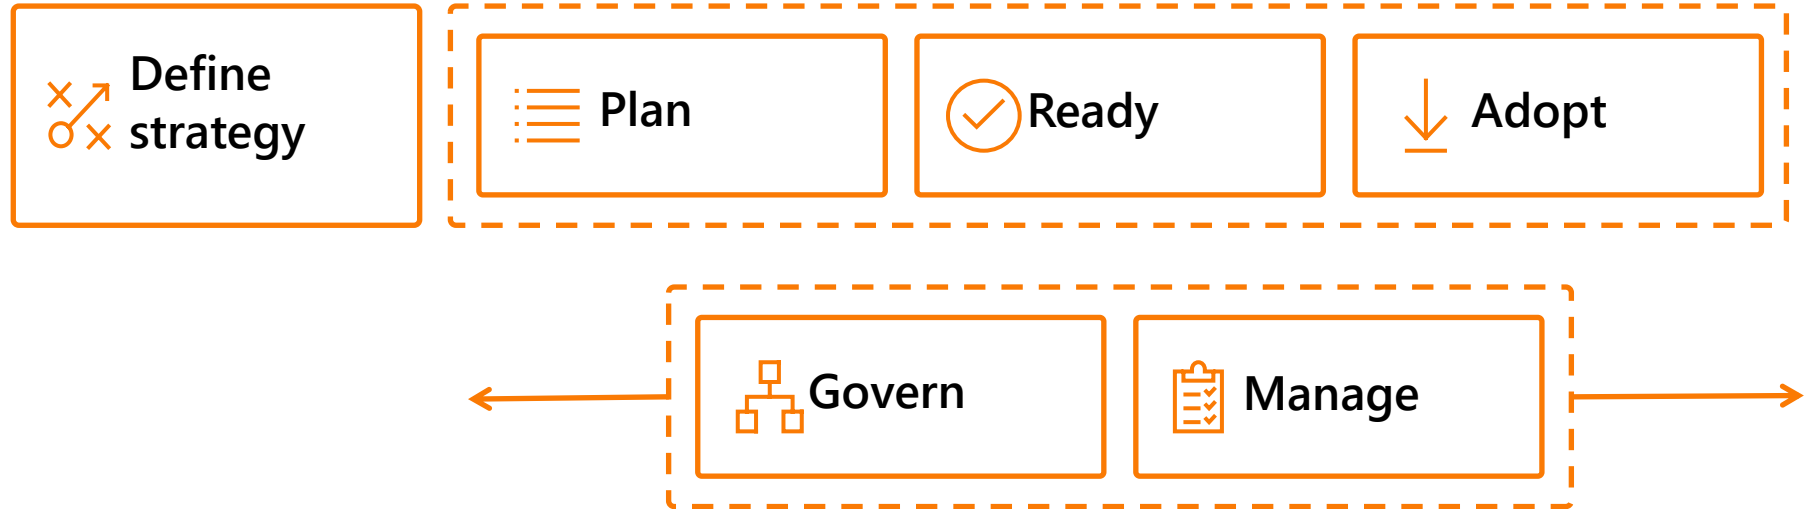 Define
strategy
Plan
Ready
Adopt
Govern
Manage